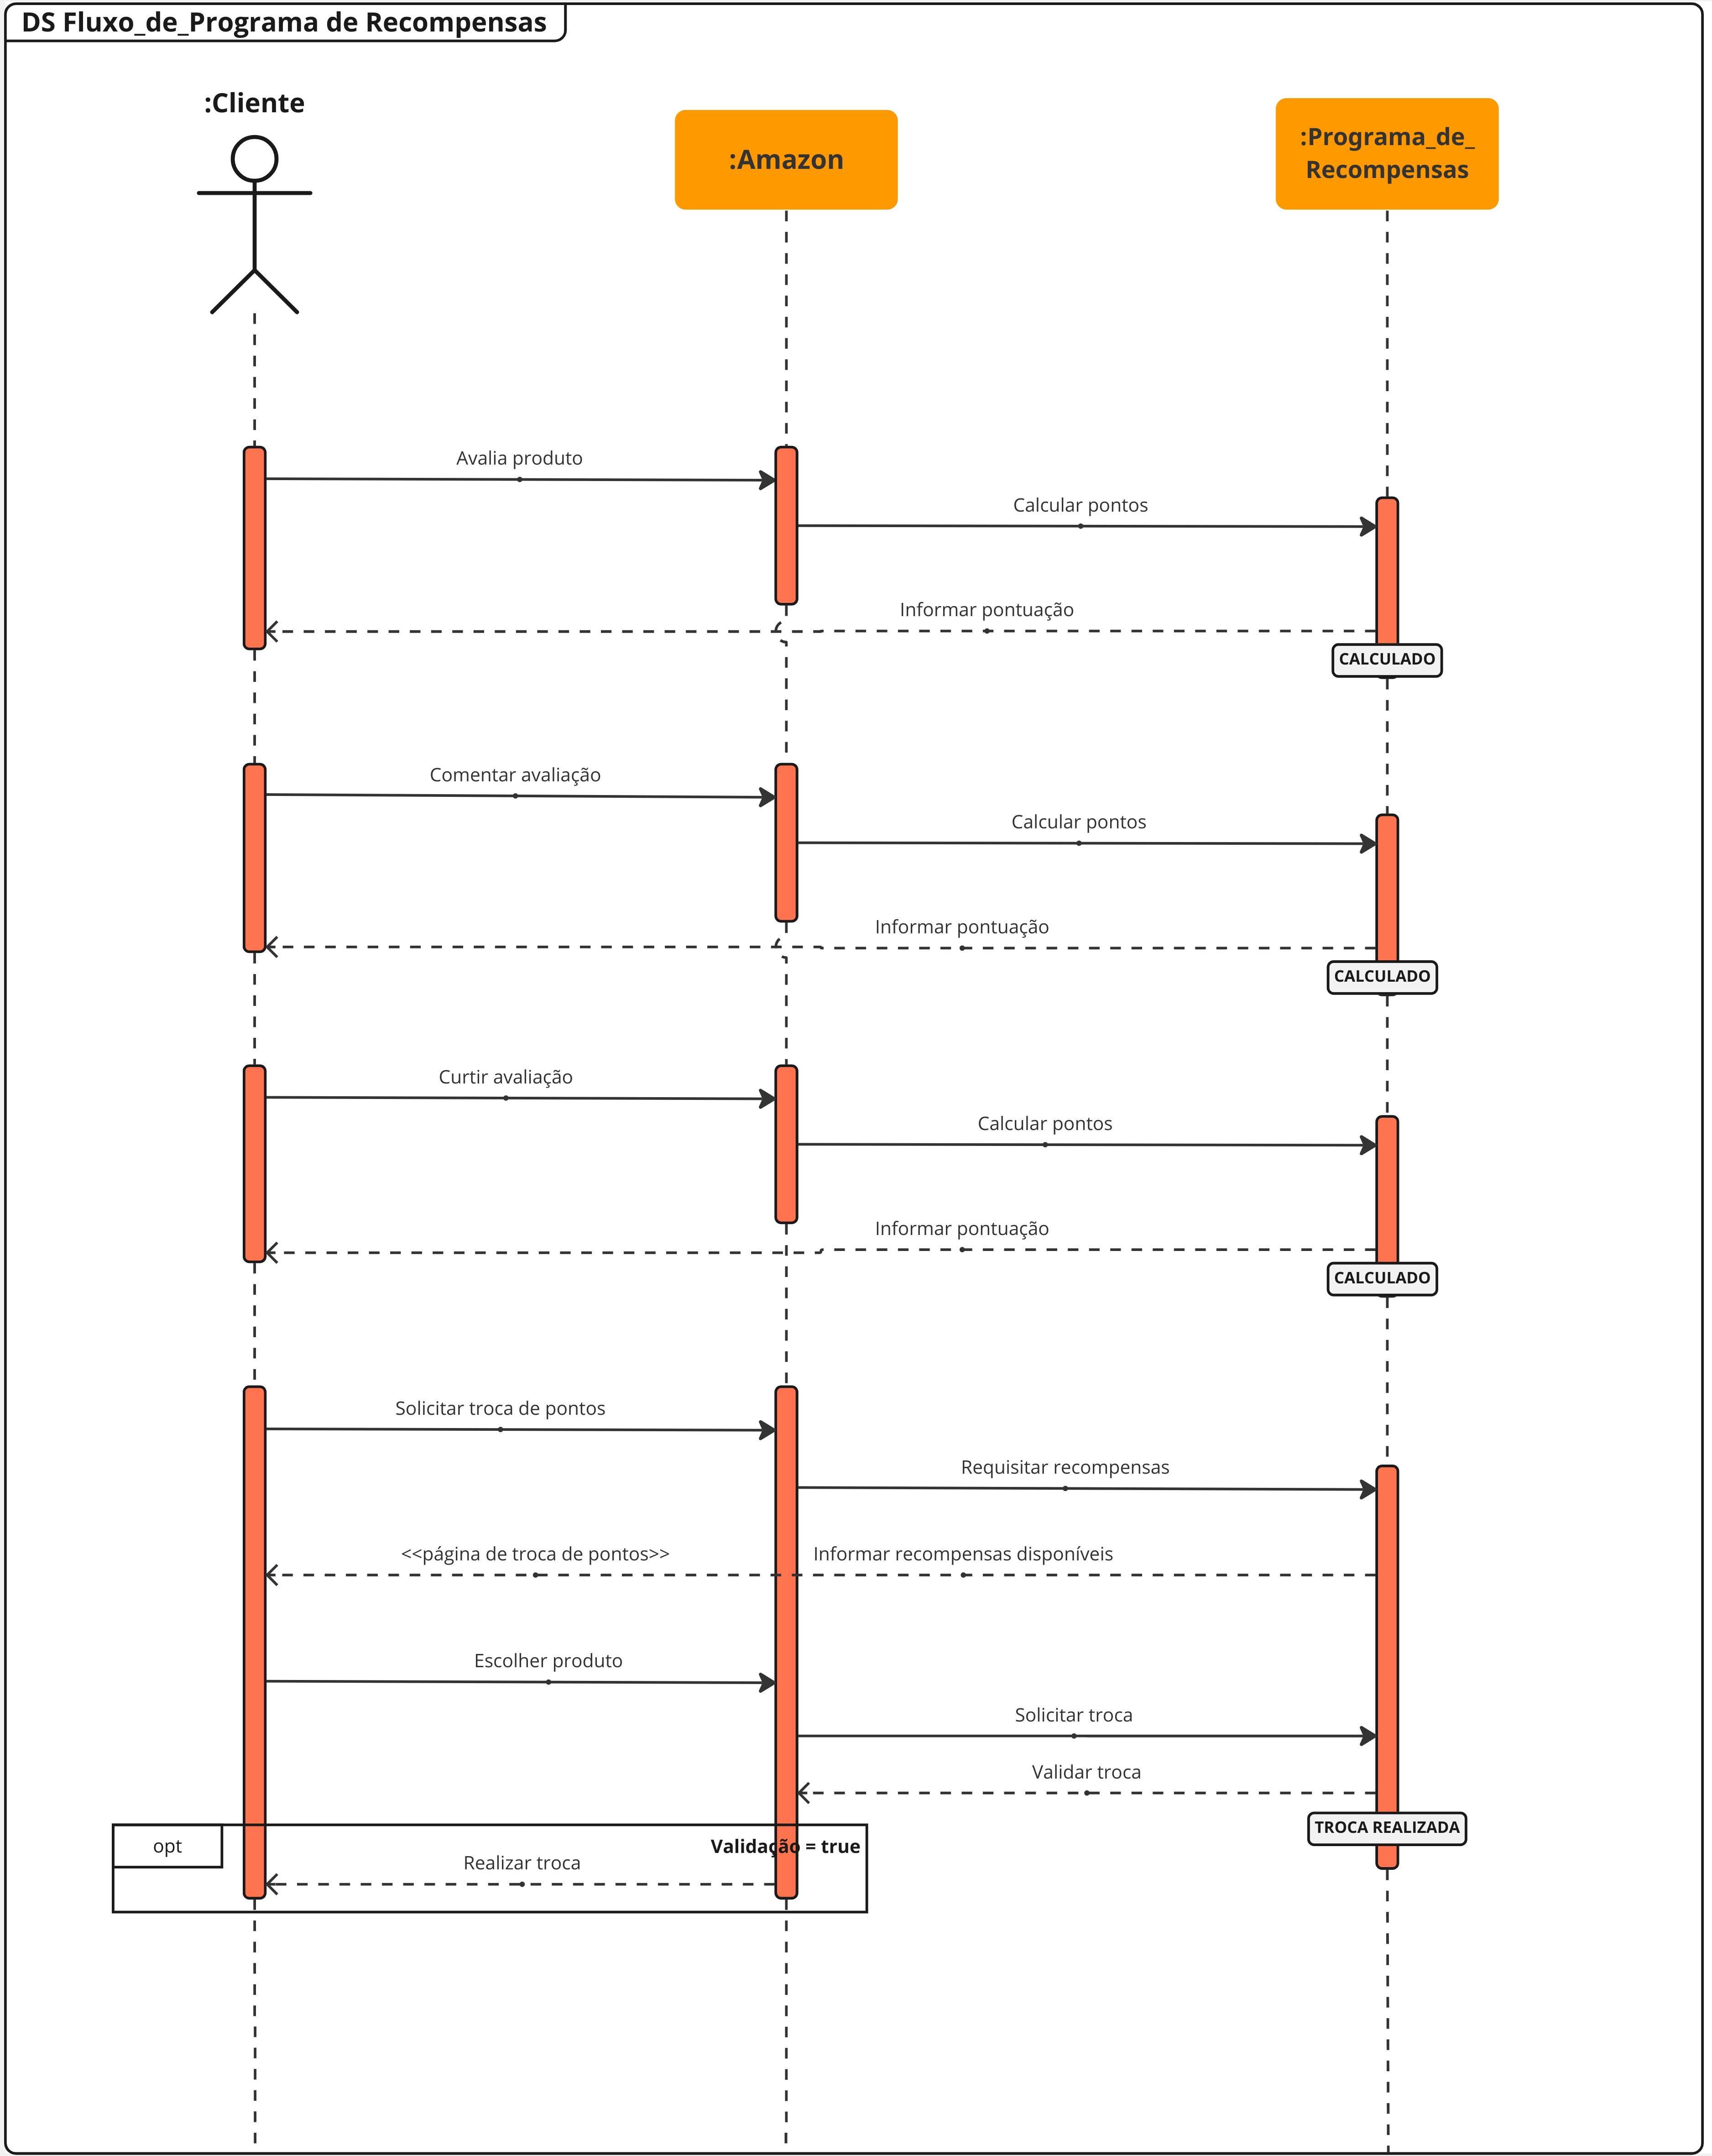 DS Fluxo_de_Programa de Recompensas
:Cliente
:Amazon
:Programa_de_
Recompensas
Avalia produto
Calcular pontos
Informar pontuação
CALCULADO
Comentar avaliação
Calcular pontos
Informar pontuação
CALCULADO
Curtir avaliação
Calcular pontos
Informar pontuação
CALCULADO
Solicitar troca de pontos
Requisitar recompensas
<<página de troca de pontos>>
Informar recompensas disponíveis
Escolher produto
Solicitar troca
Validar troca
TROCA REALIZADA
opt
Validação = true
Realizar troca